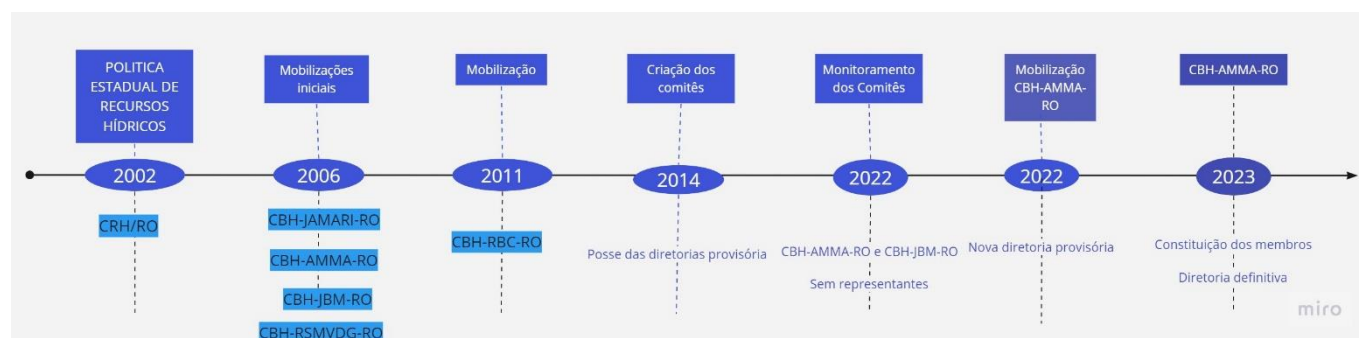 POLITICA
ESTADUAL DE
RECURSOS
HÍDRICOS
Mobilizações
iniciais
Mobilização
Criação dos
comitês
Monitoramento
dos Comitês
Mobilização
CBH-AMMA-
RO
CBH-AMMA-RO
2002
2006
2011
2014
2022
2022
2023
CRH/RO
CBH-JAMARI-RO
CBH-AMMA-RO
CBH-JBM-RO
CBH-RSMVDG-RO
CBH-RBC-RO
Posse das diretorias provisória
CBH-AMMA-RO e CBH-JBM-RO
Sem representantes
Nova diretoria provisória
Constituição dos membros
Diretoria definitiva
miro